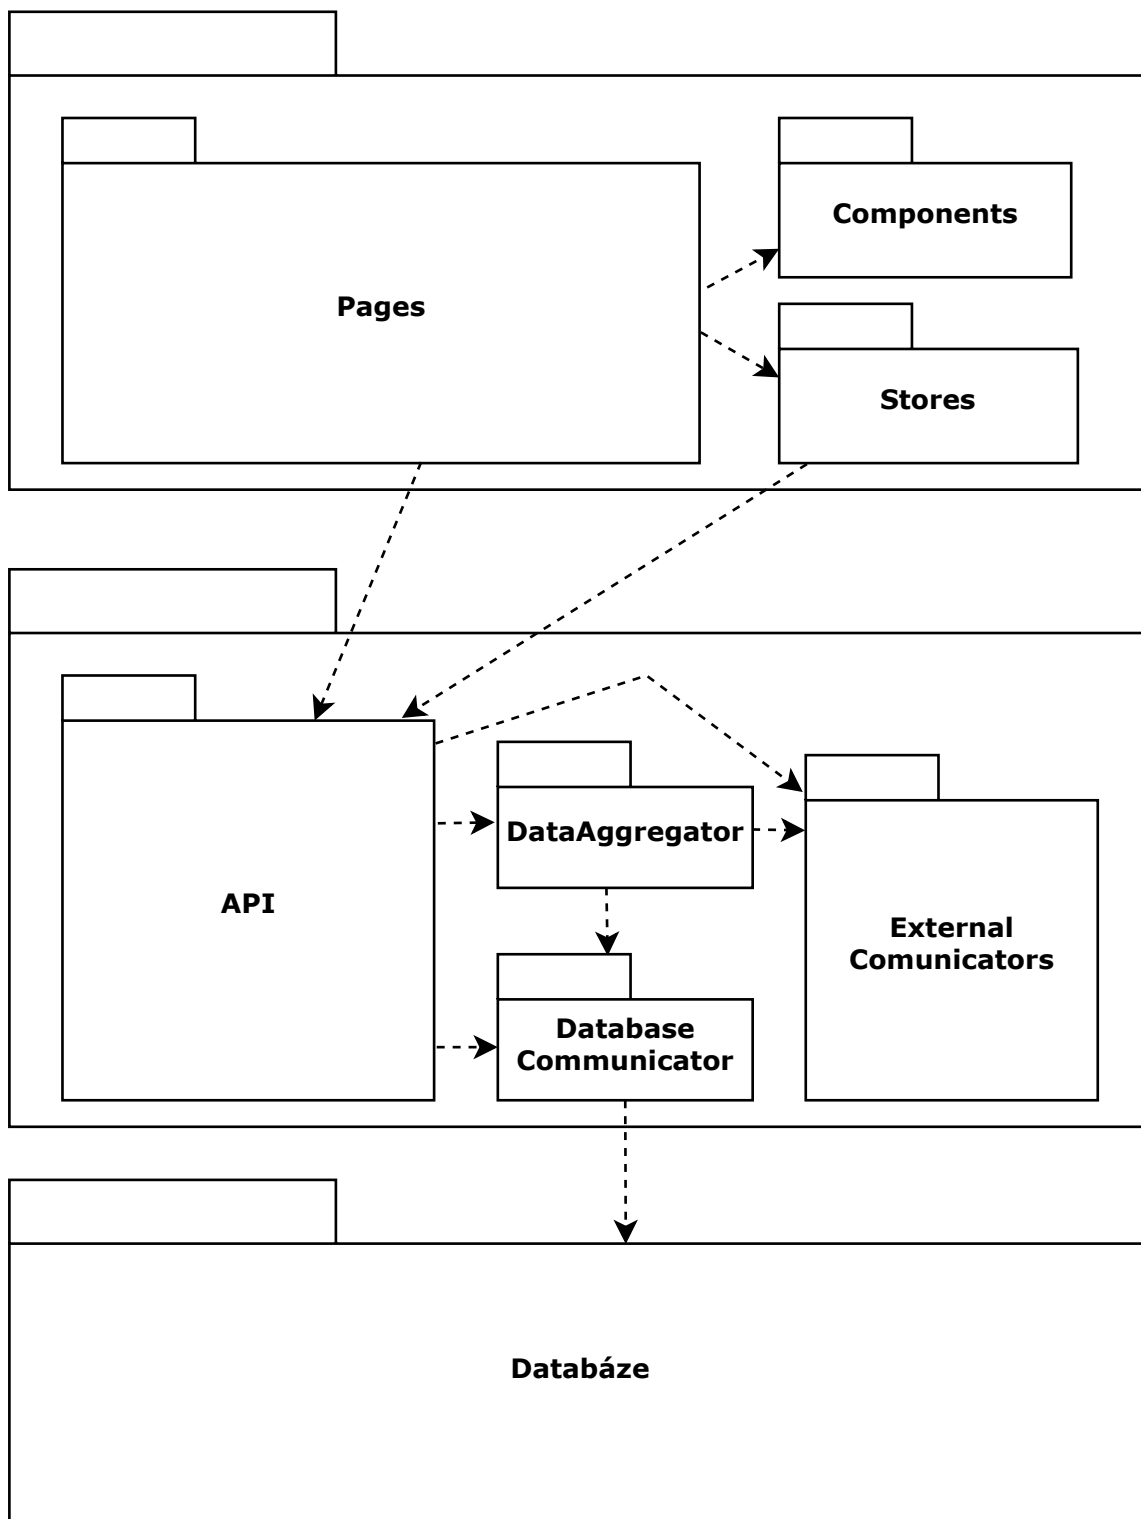 Components
Pages
Stores
DataAggregator
API
External
Comunicators
Database
Communicator
Databáze